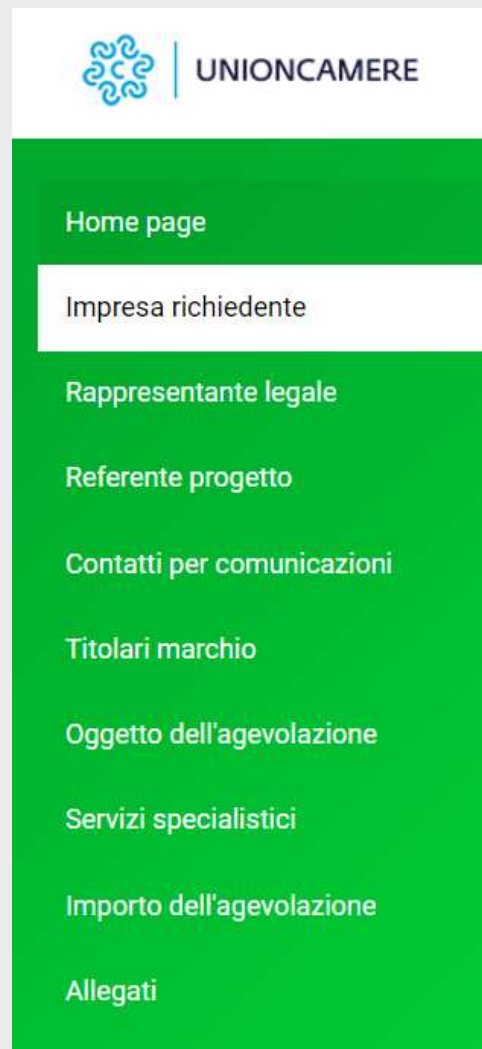 UNIONCAMERE
Home page
Impresa richiedente
Rappresentante legale
Referente progetto
Contatti per comunicazioni
Titolari marchio
Oggetto dell'agevolazione
Servizi specialistici
Importo dell'agevolazione
Allegati